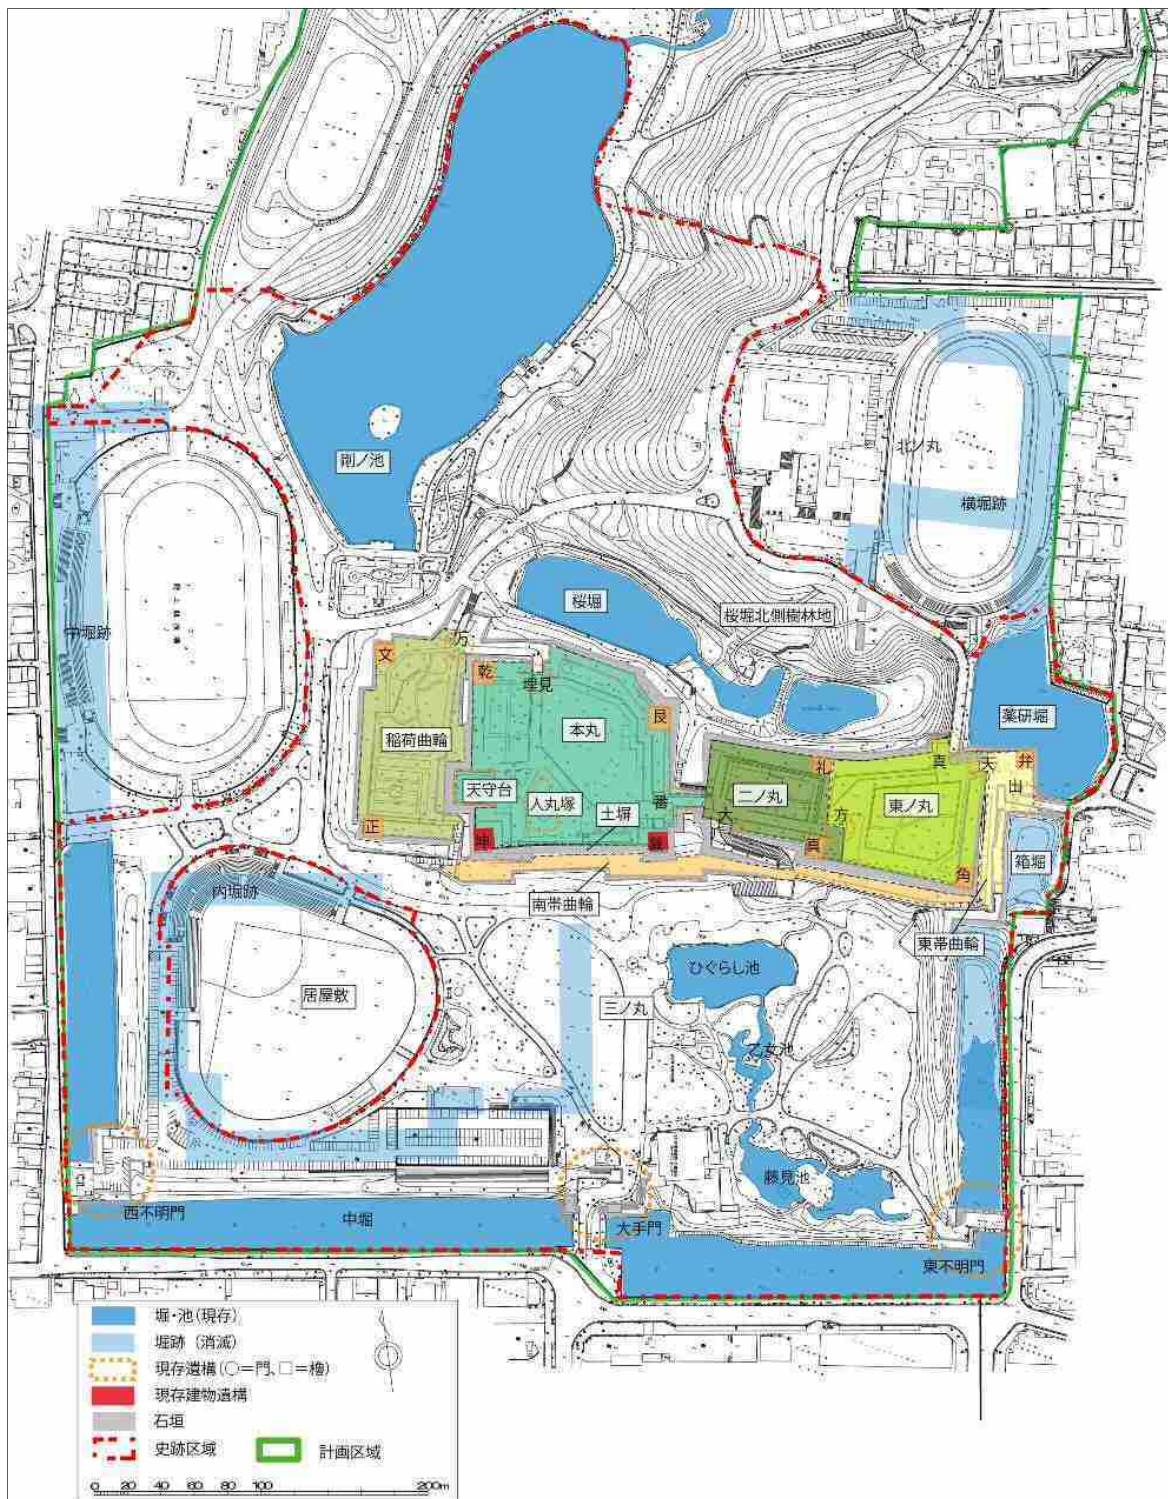 剛ノ池
北ノ丸
横堀跡
中堀跡
桜堀
桜堀北側樹林地
文
乾
埋見
本丸
艮
薬研堀
稲荷曲輪
天守台
人丸塚
土塀
番
二ノ丸
礼
真
天
弁
山
東ノ丸
正
坤
巽
下
大
真
方
角
箱堀
内堀跡
南帯曲輪
東帯曲輪
居屋敷
三ノ丸
ひぐらし池
乙女池
藤見池
西不明門
中堀
大手門
東不明門
堀・池(現存)
堀跡 (消滅)
現存遺構(○=門、□=櫓)
現存建物遺構
石垣
史跡区域 計画区域
0 20 40 60 80 100 200m